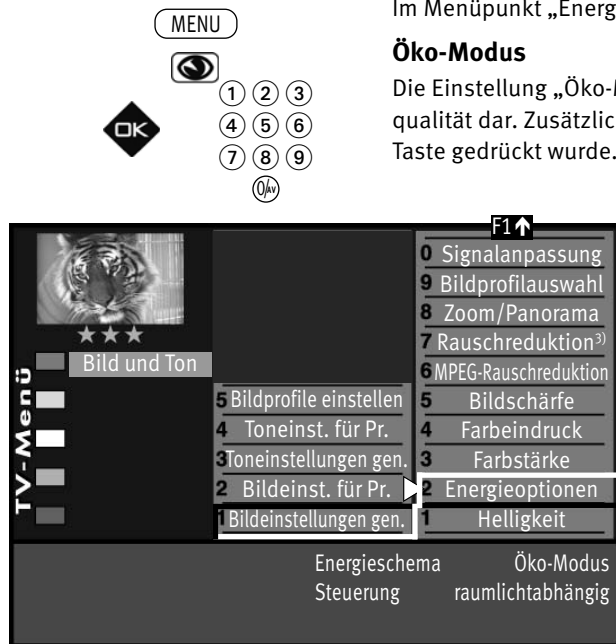 MENU
Im Menüpunkt „Energ
Öko-Modus
Die Einstellung „Öko-M
qualität dar. Zusätzlic
Taste gedrückt wurde.
1 2 3
4 5 6
7 8 9
0/AV
OK
F1
TV-Menü
Bild und Ton
5 Bildprofile einstellen
4 Toneinst. für Pr.
3 Toneinstellungen gen.
2 Bildeinst. für Pr.
1 Bildeinstellungen gen.
0 Signalanpassung
9 Bildprofilauswahl
8 Zoom/Panorama
7 Rauschreduktion3)
6 MPEG-Rauschreduktion
5 Bildschärfe
4 Farbeindruck
3 Farbstärke
2 Energieoptionen
1 Helligkeit
Energieschema Öko-Modus
Steuerung raumlichtabhängig